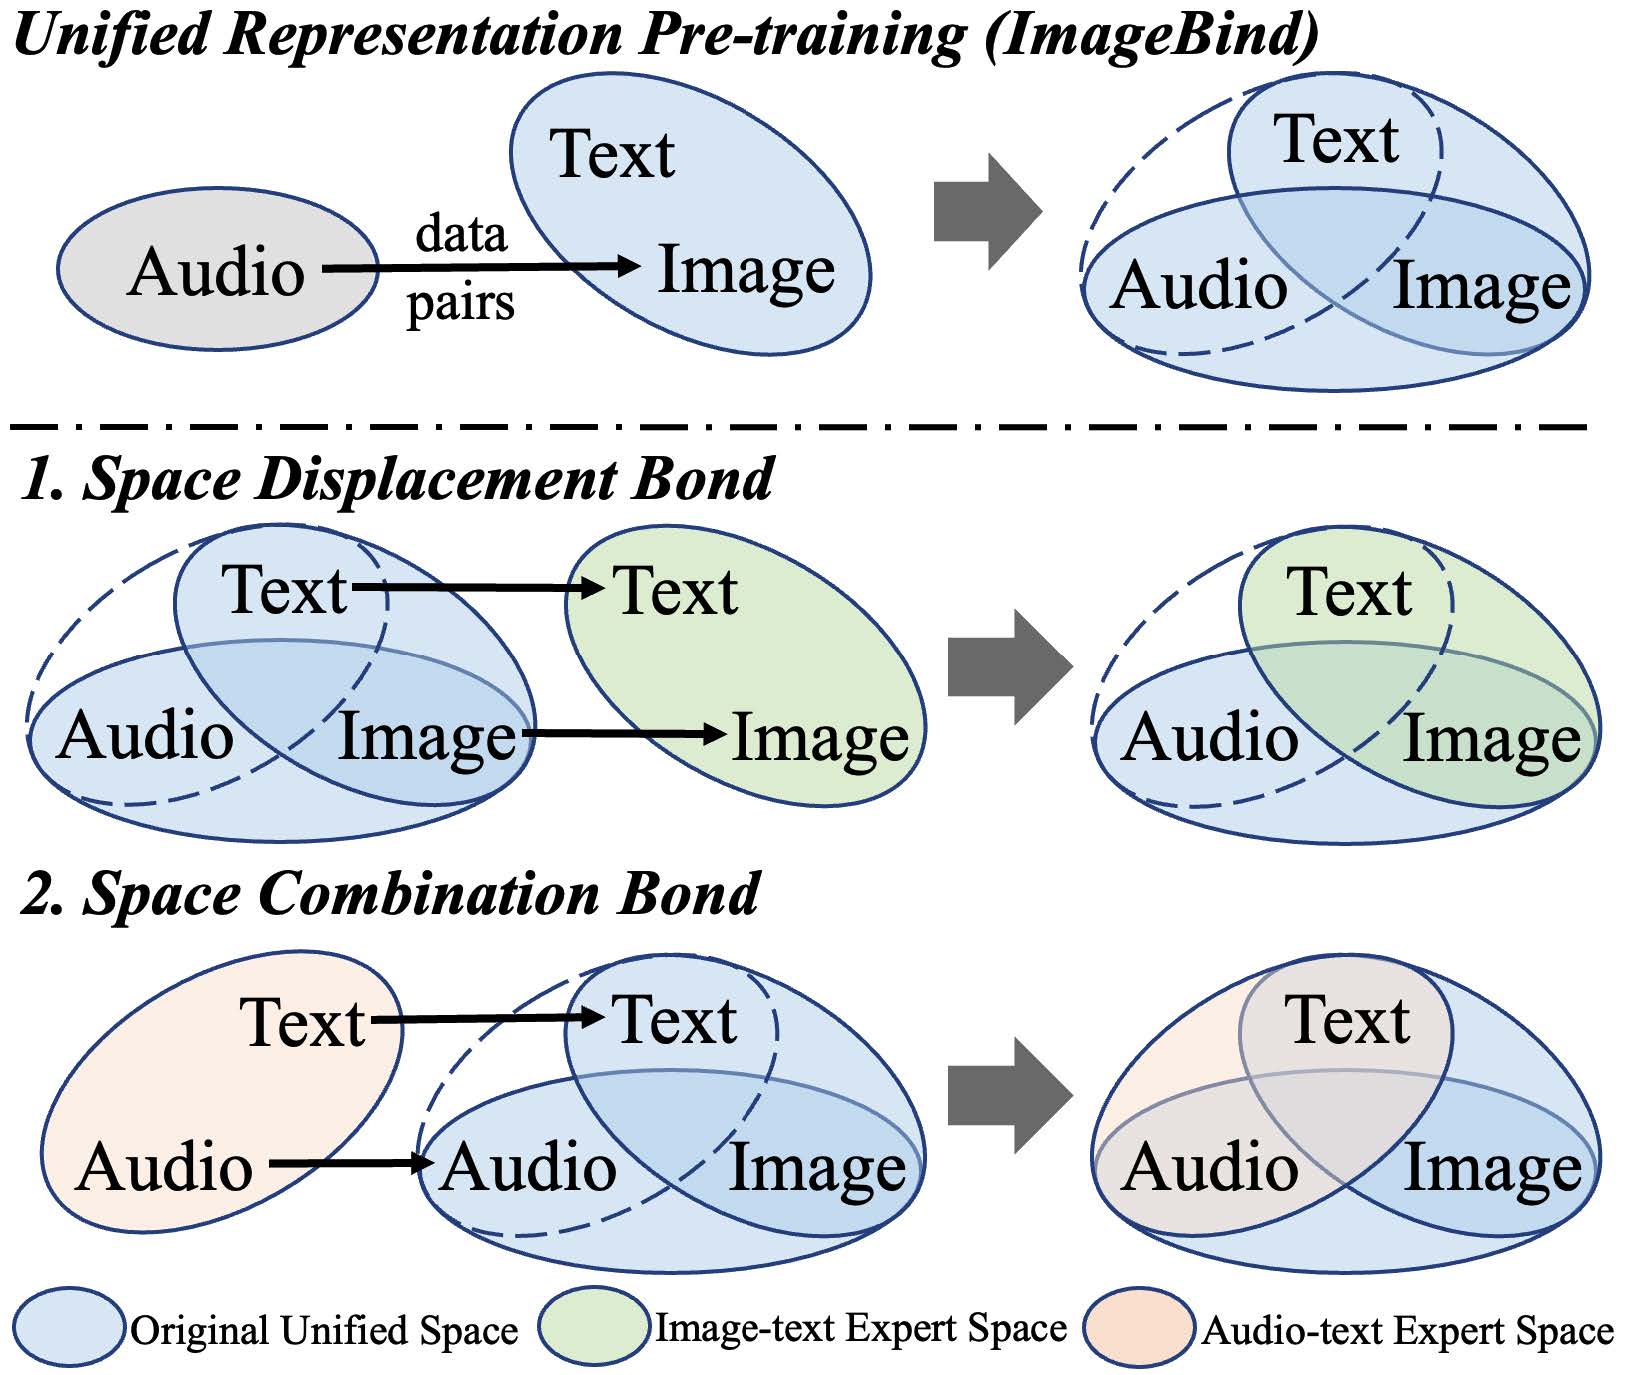 Unified Representation Pre-training (ImageBind)
Text
data
Audio
Image
pairs
Text
Audio
Image
1. Space Displacement Bond
Text
Audio
Image
Text
Image
Text
Audio
Image
2. Space Combination Bond
Text
Audio
Text
Audio
Image
Text
Audio
Image
Original Unified Space
Image-text Expert Space
Audio-text Expert Space